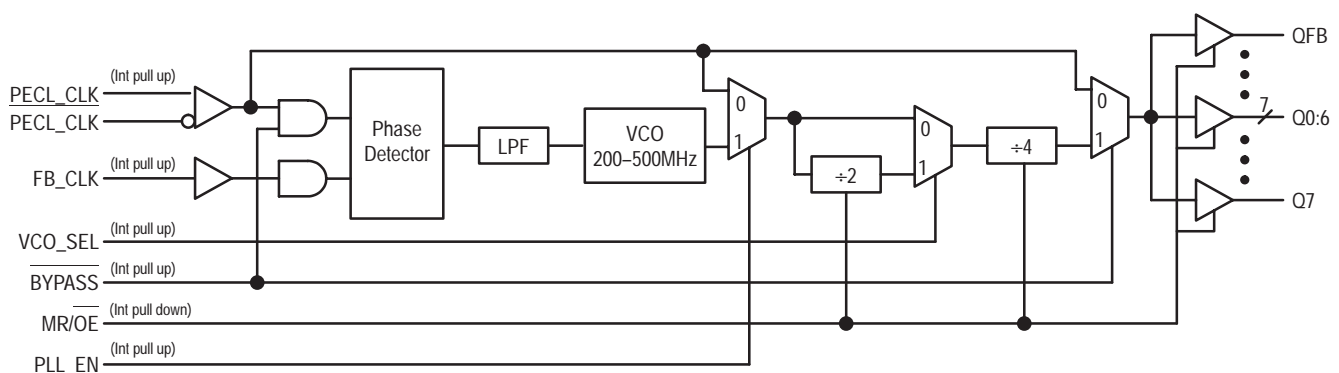 QFB
(Int pull up)
PECL_CLK
PECL_CLK
0
0
7
Q0:6
Phase
Detector
LPF
VCO
200–500MHz
1
0
÷4
1
(Int pull up)
FB_CLK
÷2
1
Q7
VCO_SEL (Int pull up)
BYPASS (Int pull up)
MR/OE (Int pull down)
PLL_EN (Int pull up)